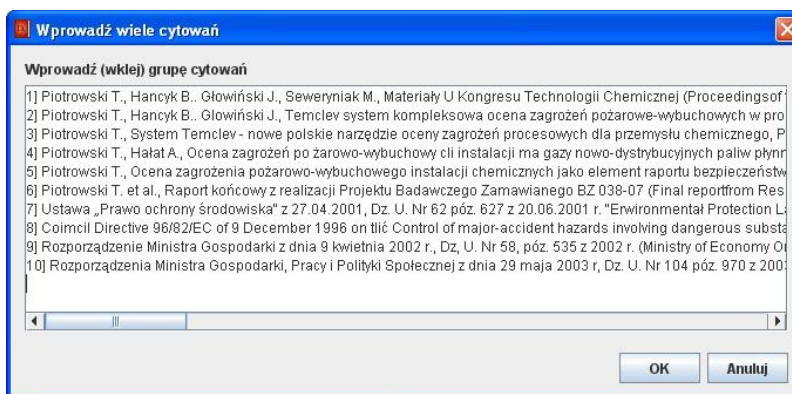 Wprowadź wiele cytowań
Wprowadź (wklej) grupę cytowań
1] Piotrowski T., Hancyk B.. Głowiński J., Seweryniak M., Materiały U Kongresu Technologii Chemicznej (Proceedingsof
2] Piotrowski T., Hancyk B., Glowiński J., Temclev system kompleksowa ocena zagrożeń pożarowe-wybuchowych w pro
3] Piotrowski T., System Temclev - nowe polskie narzędzie oceny zagrożeń procesowych dla przemysłu chemicznego, P
4] Piotrowski T., Hałat A., Ocena zagrożeń po żarowo-wybuchowy cli instalacji ma gazy nowo-dystrybucyjnych paliw płynn
5] Piotrowski T., Ocena zagrożenia pożarowo-wybuchowego instalacji chemicznych jako element raportu bezpieczeństw
6] Piotrowski T. et al., Raport końcowy z realizacji Projektu Badawczego Zamawianego BZ 038-07 (Final reportfrom Res
7] Ustawa „Prawo ochrony środowiska" z 27.04.2001, Dz. U. Nr 62 póz. 627 z 20.06.2001 r. "Erwironmentał Protection L
8] Coimcil Directive 96/82/EC of 9 December 1996 on tlić Control of major-accident hazards involving dangerous substa
9] Rozporządzenie Ministra Gospodarki z dnia 9 kwietnia 2002 r., Dz, U. Nr 58, póz. 535 z 2002 r. (Ministry of Economy O
10] Rozporządzenia Ministra Gospodarki, Pracy i Polityki Społecznej z dnia 29 maja 2003 r, Dz. U. Nr 104 póz. 970 z 200
OK
Anuluj